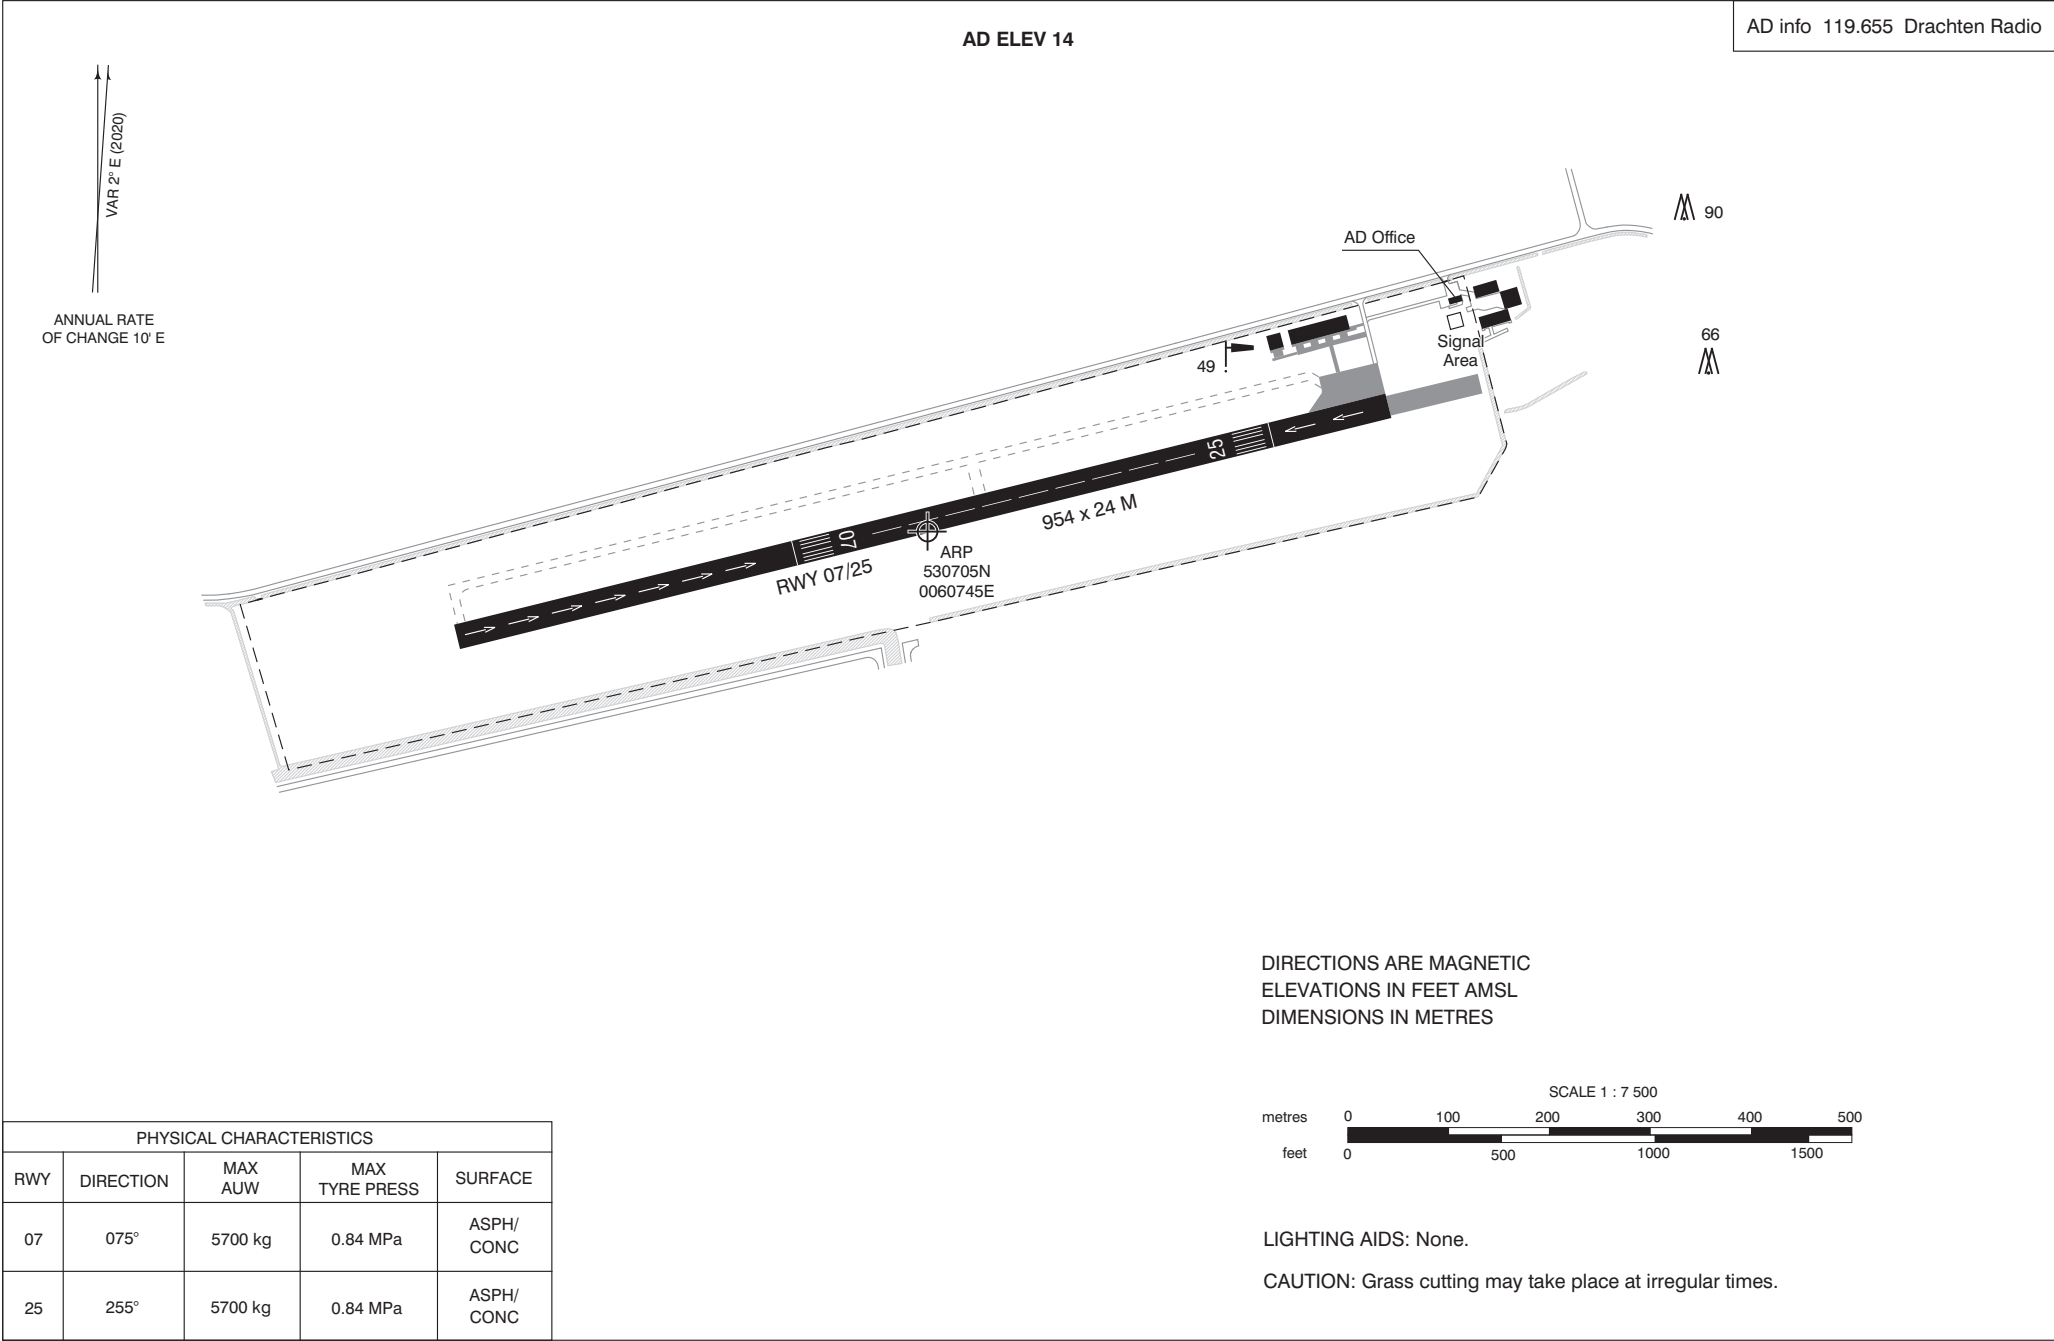 AD ELEV 14
AD info 119.655 Drachten Radio
VAR 2° E (2020)
ANNUAL RATE
OF CHANGE 10' E
90
AD Office
66
Signal
Area
49
25
954 x 24 M
07
RWY 07/25
ARP
530705N
0060745E
DIRECTIONS ARE MAGNETIC
ELEVATIONS IN FEET AMSL
DIMENSIONS IN METRES
SCALE 1 : 7 500
metres 0 100 200 300 400 500
feet 0 500 1000 1500
LIGHTING AIDS: None.
CAUTION: Grass cutting may take place at irregular times.
PHYSICAL CHARACTERISTICS
RWY DIRECTION MAX AUW MAX TYRE PRESS SURFACE
07 075° 5700 kg 0.84 MPa ASPH/ CONC
25 255° 5700 kg 0.84 MPa ASPH/ CONC